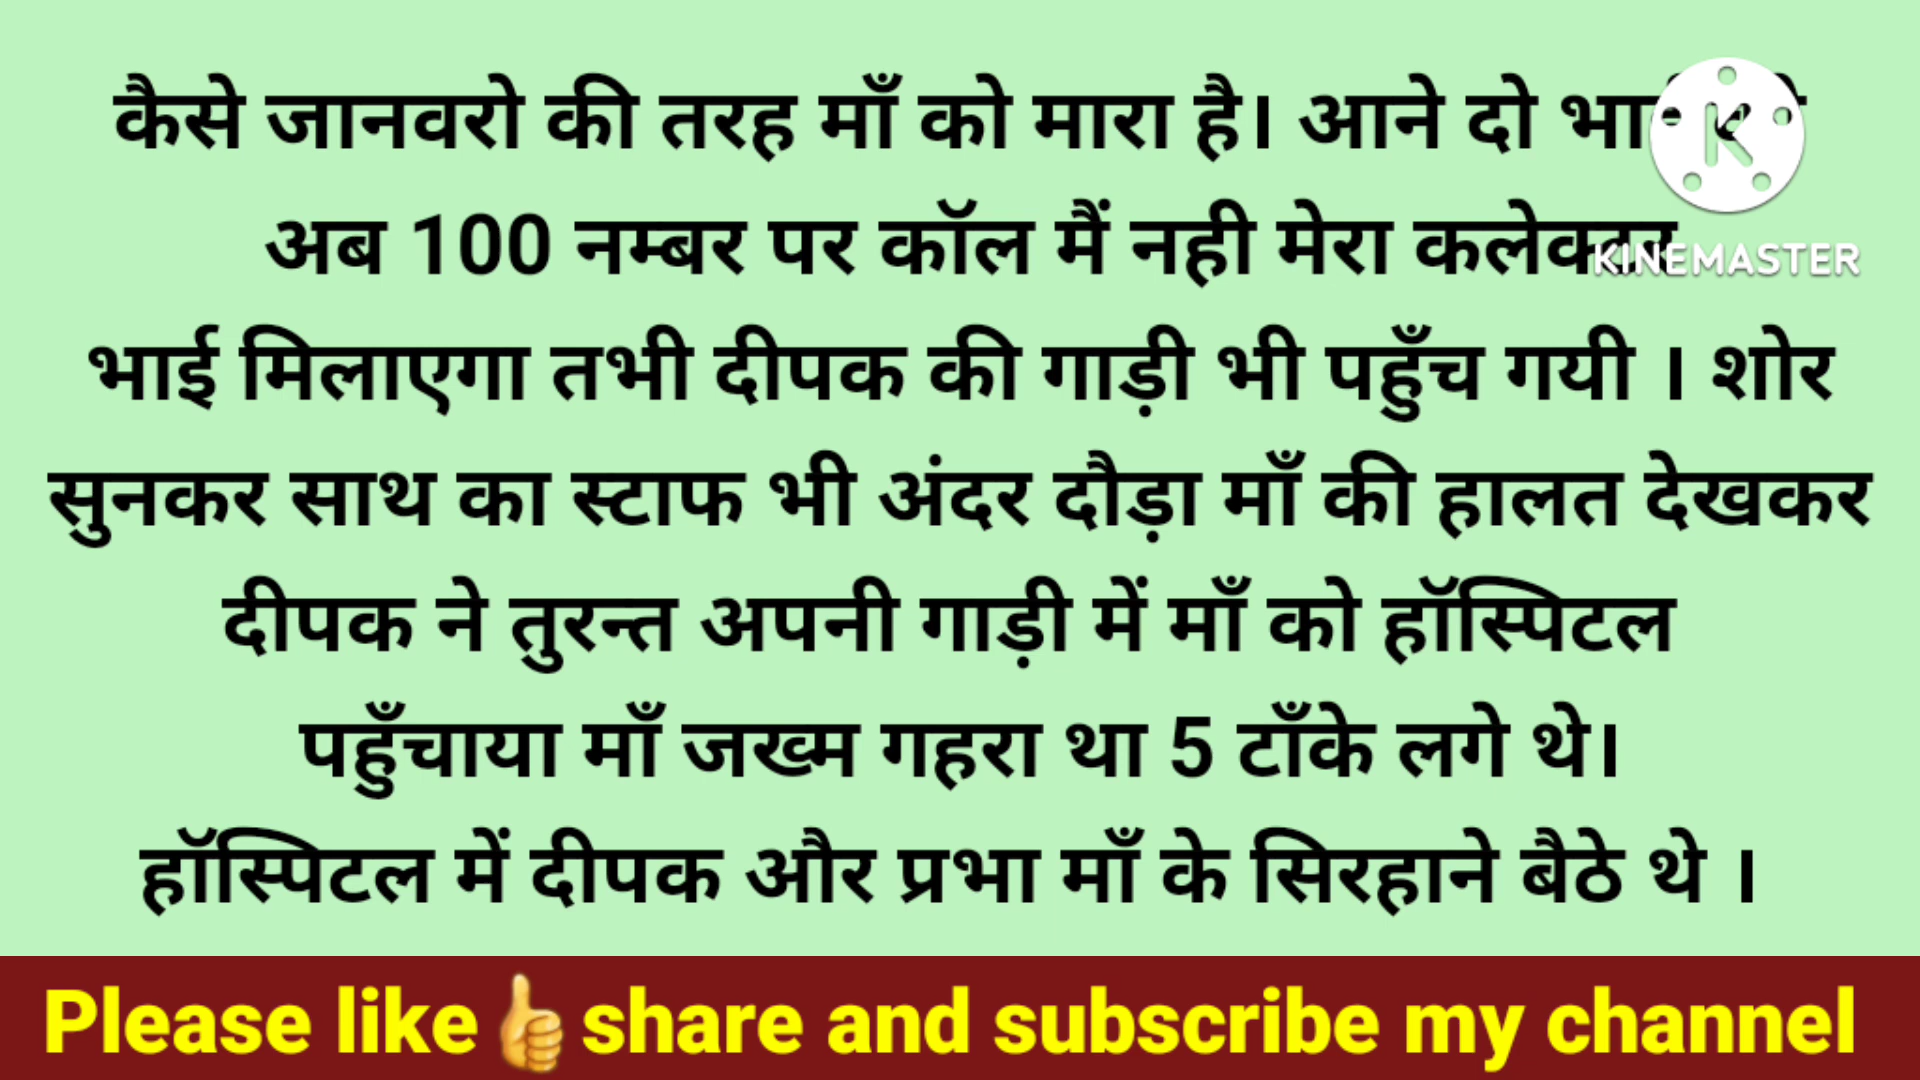 कैसे जानवरो की तरह माँ को मारा है। आने दो
अब 100 नम्बर पर कॉल मैं नही मेरा कलेक्टर
भाई मिलाएगा तभी दीपक की गाड़ी भी पहुँच गयी । शोर
सुनकर साथ का स्टाफ भी अंदर दौड़ा माँ की हालत देखकर
दीपक ने तुरन्त अपनी गाड़ी में माँ को हॉस्पिटल
पहुँचाया माँ जख्म गहरा था 5 टाँके लगे थे।
हॉस्पिटल में दीपक और प्रभा माँ के सिरहाने बैठे थे ।
K
KINEMASTER
Please like👍share and subscribe my channel